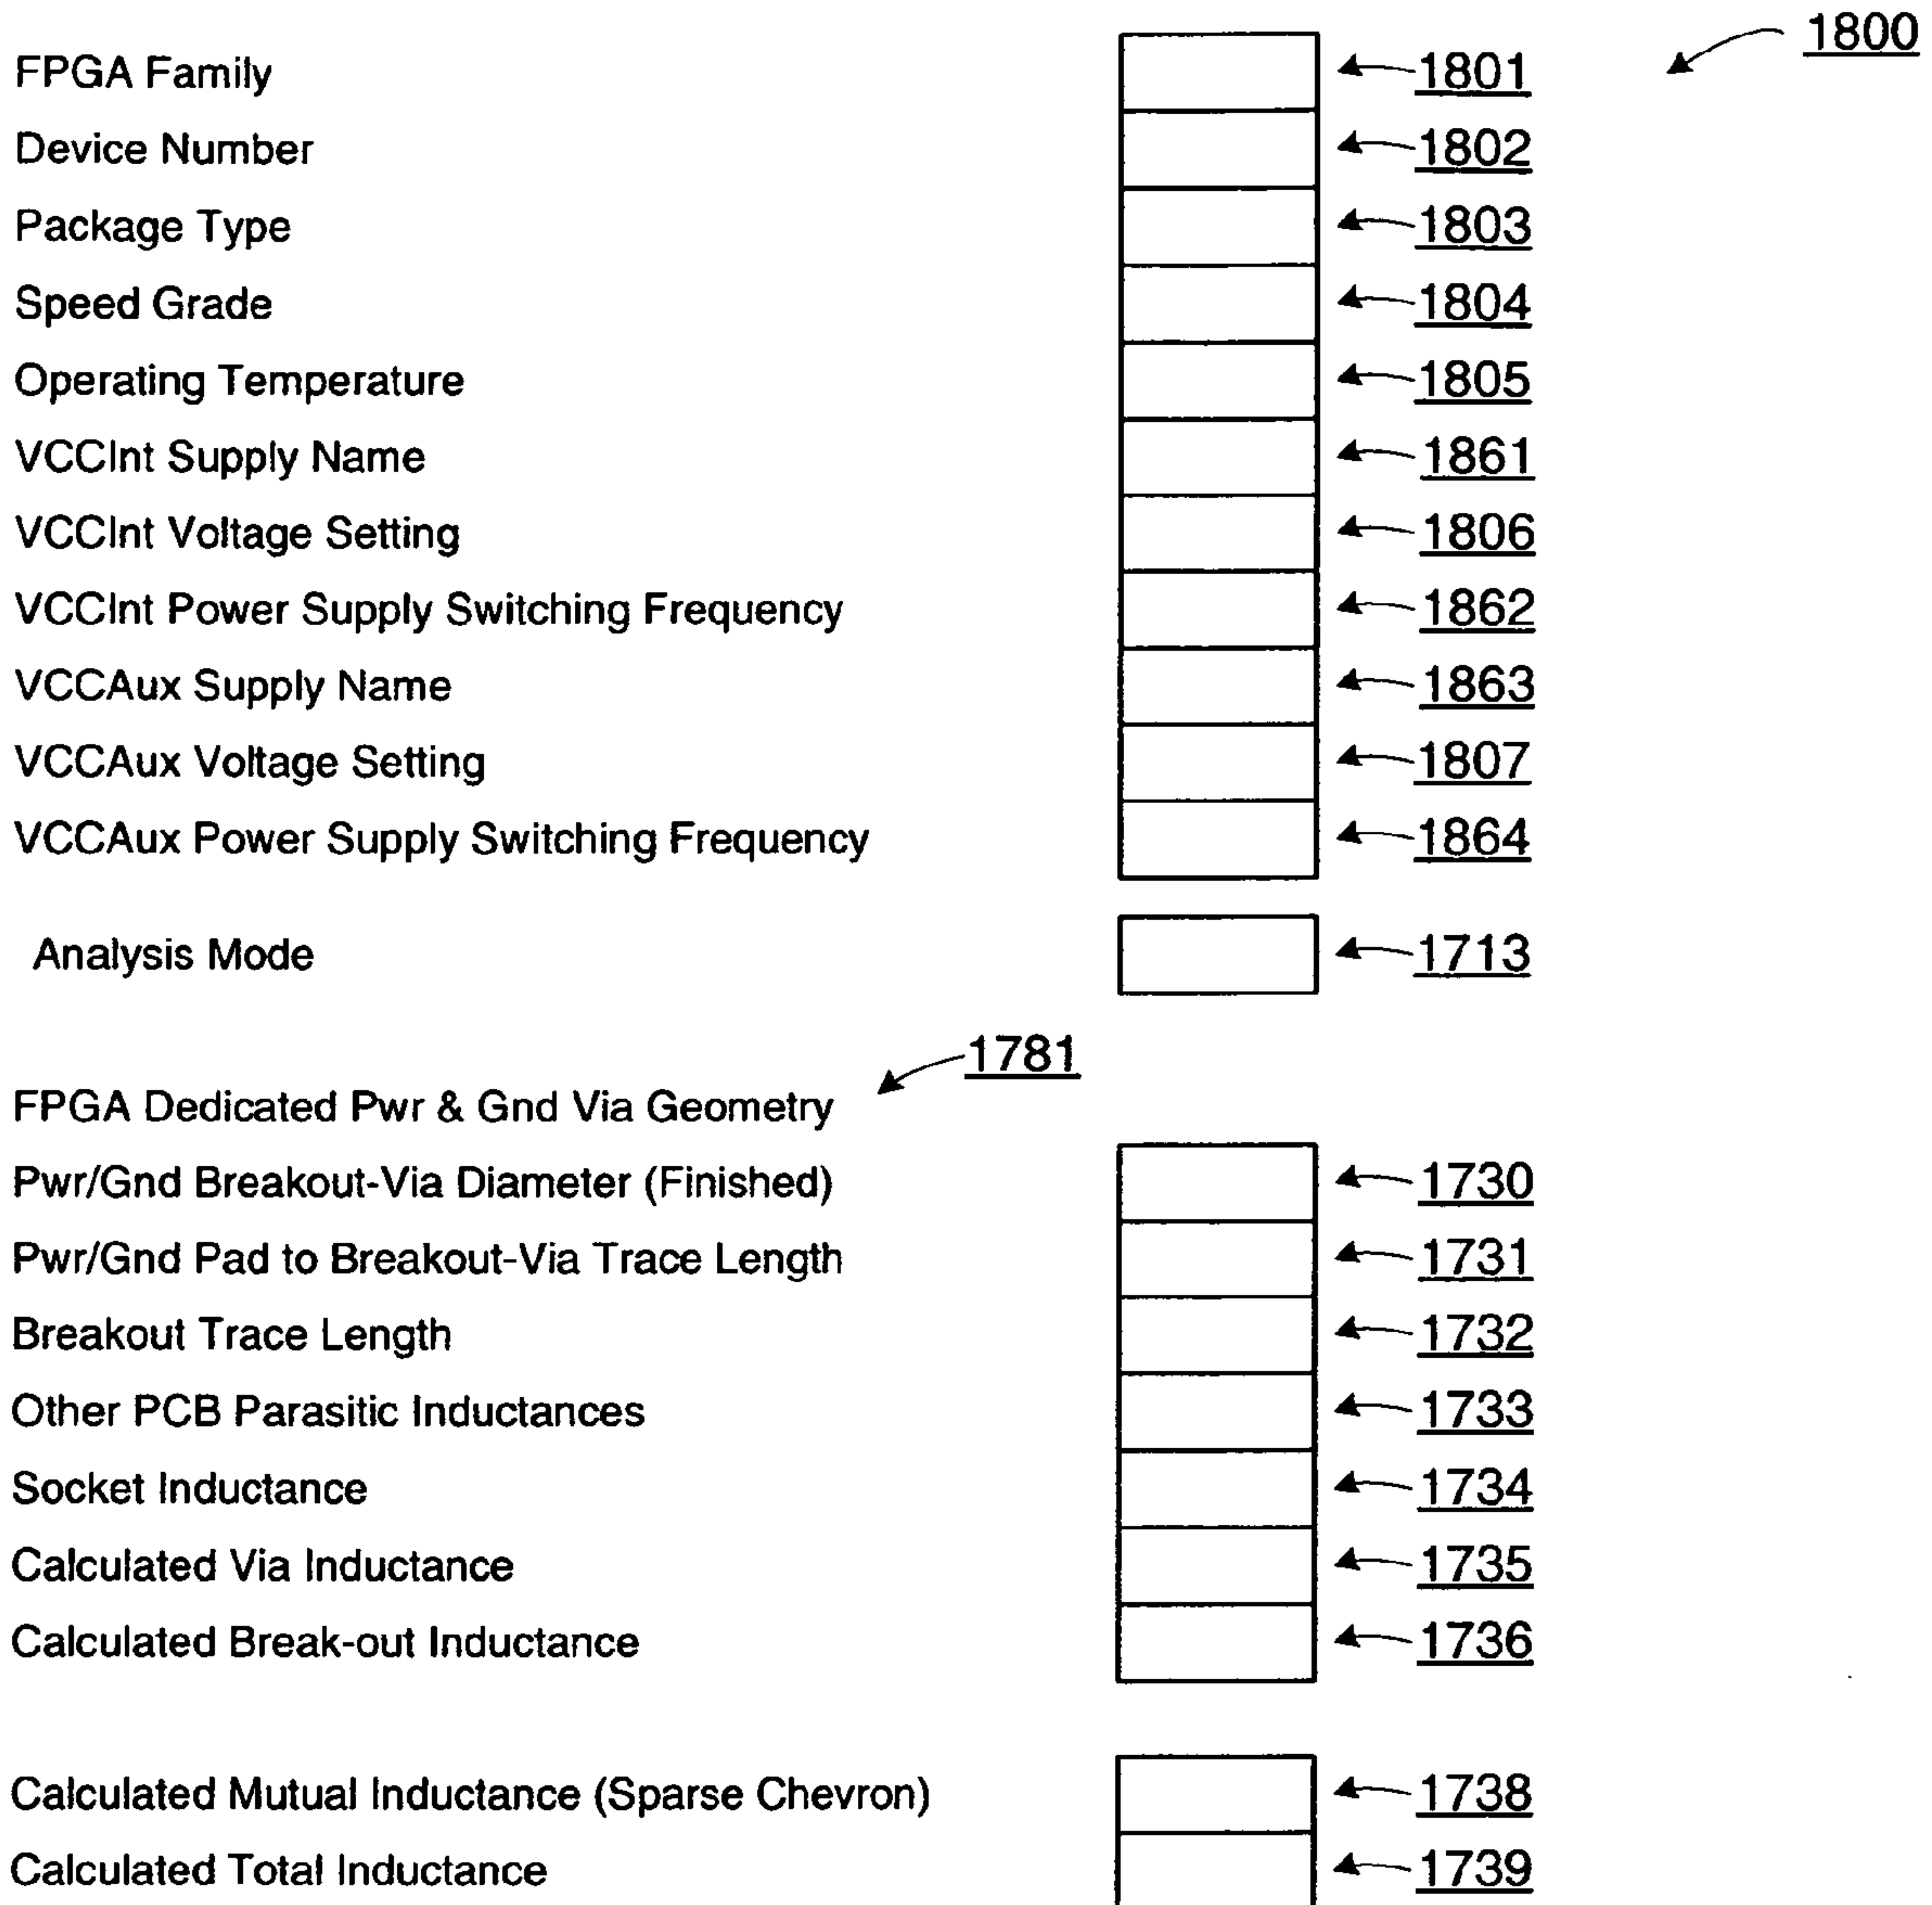 1800
FPGA Family 1801
Device Number 1802
Package Type 1803
Speed Grade 1804
Operating Temperature 1805
VCCInt Supply Name 1861
VCCInt Voltage Setting 1806
VCCInt Power Supply Switching Frequency 1862
VCCAux Supply Name 1863
VCCAux Voltage Setting 1807
VCCAux Power Supply Switching Frequency 1864
Analysis Mode 1713
1781
FPGA Dedicated Pwr & Gnd Via Geometry
Pwr/Gnd Breakout-Via Diameter (Finished) 1730
Pwr/Gnd Pad to Breakout-Via Trace Length 1731
Breakout Trace Length 1732
Other PCB Parasitic Inductances 1733
Socket Inductance 1734
Calculated Via Inductance 1735
Calculated Break-out Inductance 1736
Calculated Mutual Inductance (Sparse Chevron) 1738
Calculated Total Inductance 1739